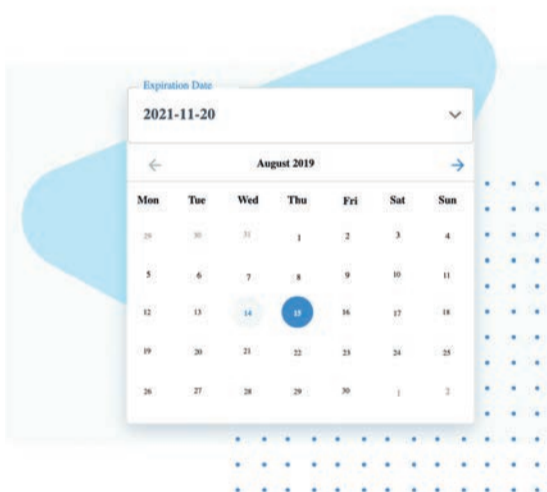 Expiration Date
2021-11-20
August 2019
Mon Tue Wed Thu Fri Sat Sun
29 30 31 1 2 3 4
5 6 7 8 9 10 11
12 13 14 15 16 17 18
19 20 21 22 23 24 25
26 27 28 29 30 1 2